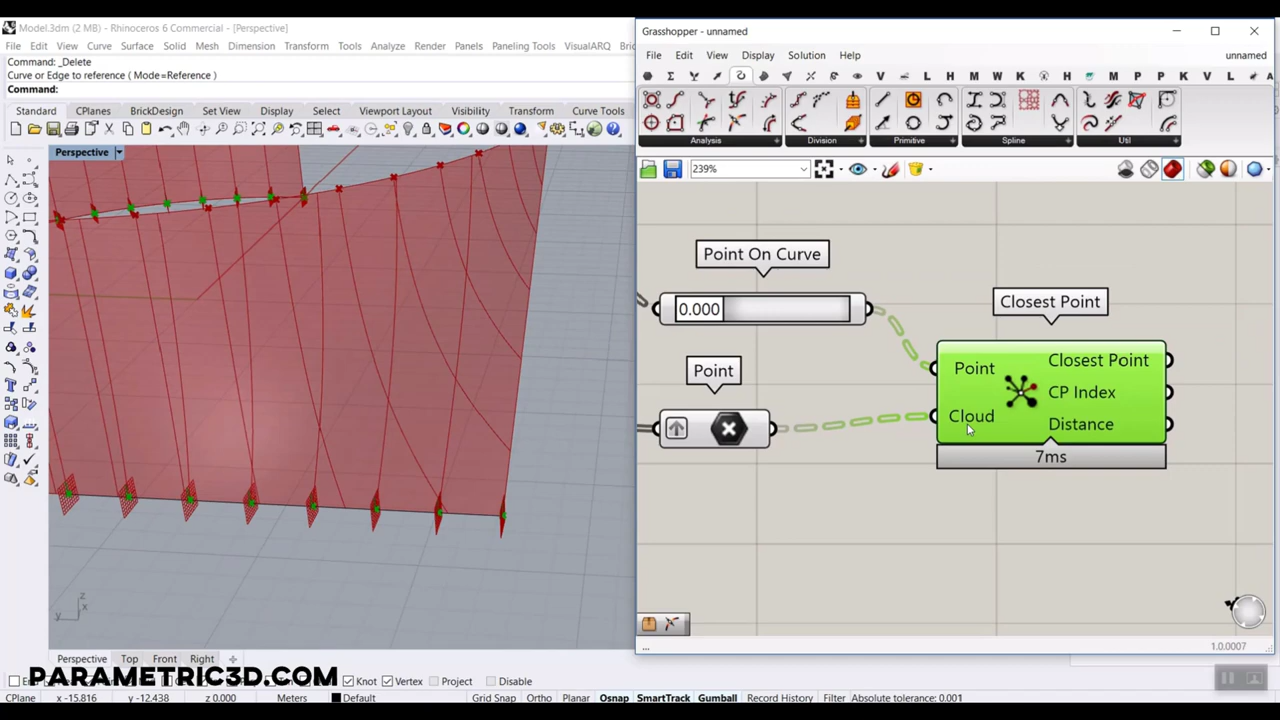 Model.3dm (2 MB) - Rhinoceros 6 Commercial - [Perspective]
File Edit View Curve Surface Solid Mesh Dimension Transform Tools Analyze Render Panels Paneling Tools VisualARQ
Command: _Delete
Curve or Edge to reference ( Mode=Reference )
Command:
Standard CPlanes BrickDesign Set View Display Select Viewport Layout Visibility Transform Curve Tools
Perspective
z
x
y
Perspective Top Front Right
PARAMETRIC3D.COM
Knot Vertex Project Disable
CPlane x -15.816 y -12.438 z 0.000 Meters Default Grid Snap Ortho Planar Osnap SmartTrack Gumball Record History Filter Absolute tolerance: 0.001
Grasshopper - unnamed
File Edit View Display Solution Help unnamed
V L H M W K H M P P K V L H A
Analysis Division Primitive Spline Util
239%
Point On Curve
0.000
Point
Closest Point
Point
Cloud
Closest Point
CP Index
Distance
7ms
...
1.0.0007